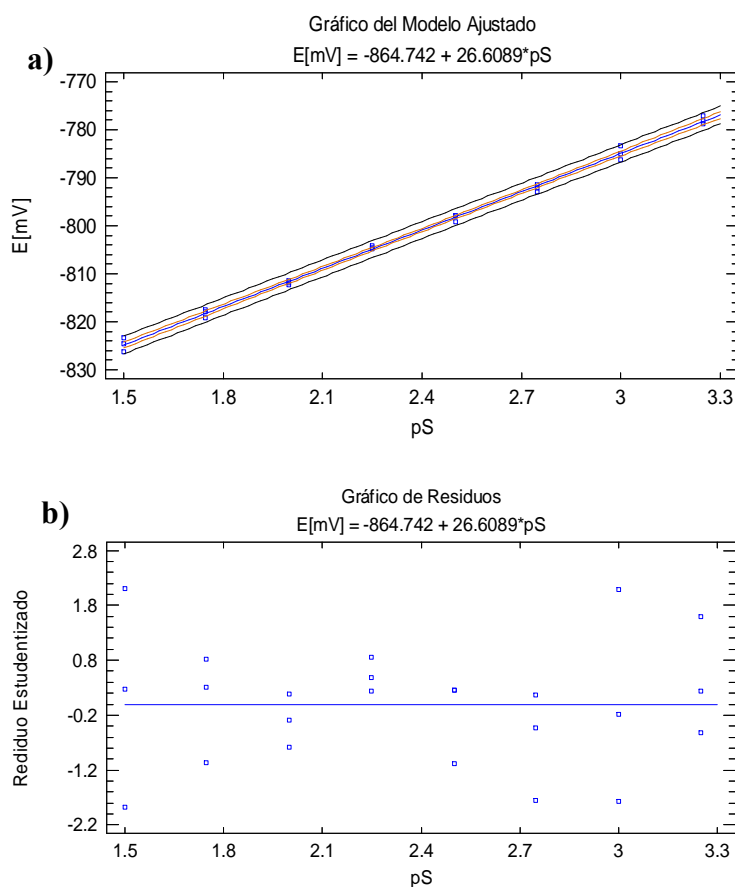 Gráfico del Modelo Ajustado
a)
E[mV] = -864.742 + 26.6089*pS
-770
-780
-790
-800
-810
-820
-830
E[mV]
1.5
1.8
2.1
2.4
2.7
3
3.3
pS
b)
Gráfico de Residuos
E[mV] = -864.742 + 26.6089*pS
2.8
1.8
0.8
-0.2
-1.2
-2.2
Rediduo Estudentizado
1.5
1.8
2.1
2.4
2.7
3
3.3
pS